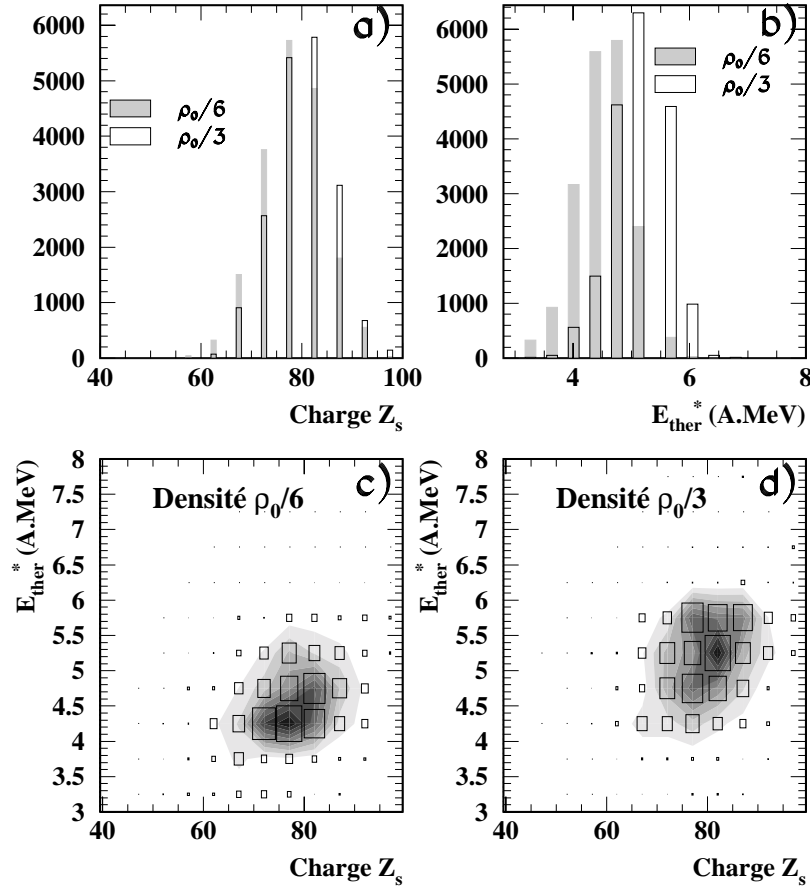 a)
6000
5000
4000
3000
2000
1000
0
ρ₀/6
ρ₀/3
40 60 80 100
Charge Zₛ
b)
6000
5000
4000
3000
2000
1000
0
ρ₀/6
ρ₀/3
4 6 8
E*ther (A.MeV)
c)
Densité ρ₀/6
E*ther (A.MeV)
8
7.5
7
6.5
6
5.5
5
4.5
4
3.5
3
40 60 80
Charge Zₛ
d)
Densité ρ₀/3
E*ther (A.MeV)
8
7.5
7
6.5
6
5.5
5
4.5
4
3.5
3
40 60 80
Charge Zₛ